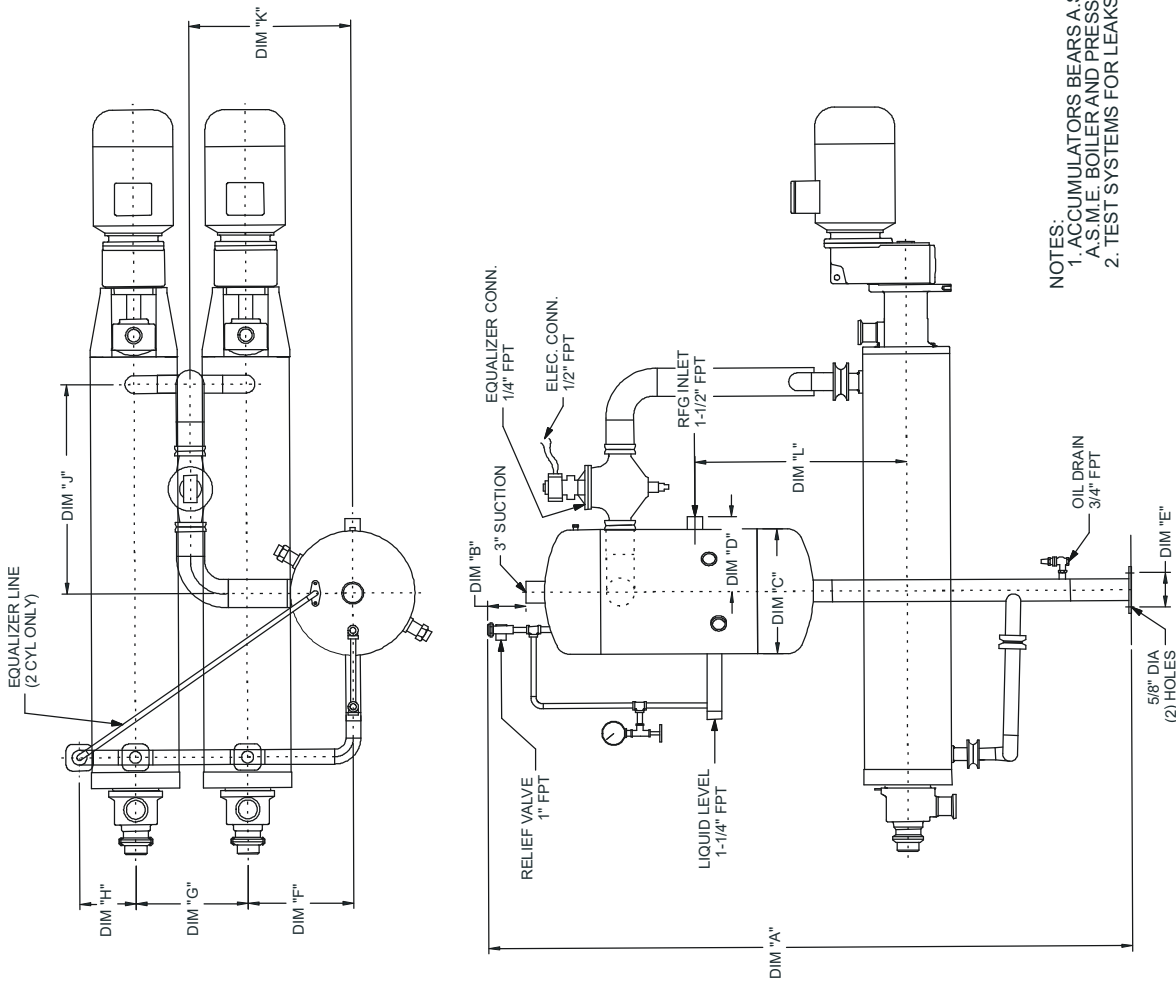 EQUALIZER LINE
(2 CYL ONLY)
DIM "J"
DIM "K"
DIM "H"
DIM "G"
DIM "F"
EQUALIZER CONN.
1/4" FPT
ELEC. CONN.
1/2" FPT
3" SUCTION
DIM "B"
RFG INLET
1-1/2" FPT
RELIEF VALVE
1" FPT
DIM "D"
DIM "C"
DIM "L"
LIQUID LEVEL
1-1/4" FPT
DIM "A"
OIL DRAIN
3/4" FPT
DIM "E"
5/8" DIA
(2) HOLES
NOTES:
1. ACCUMULATORS BEARS A.S
A.S.M.E. BOILER AND PRESS
2. TEST SYSTEMS FOR LEAKS